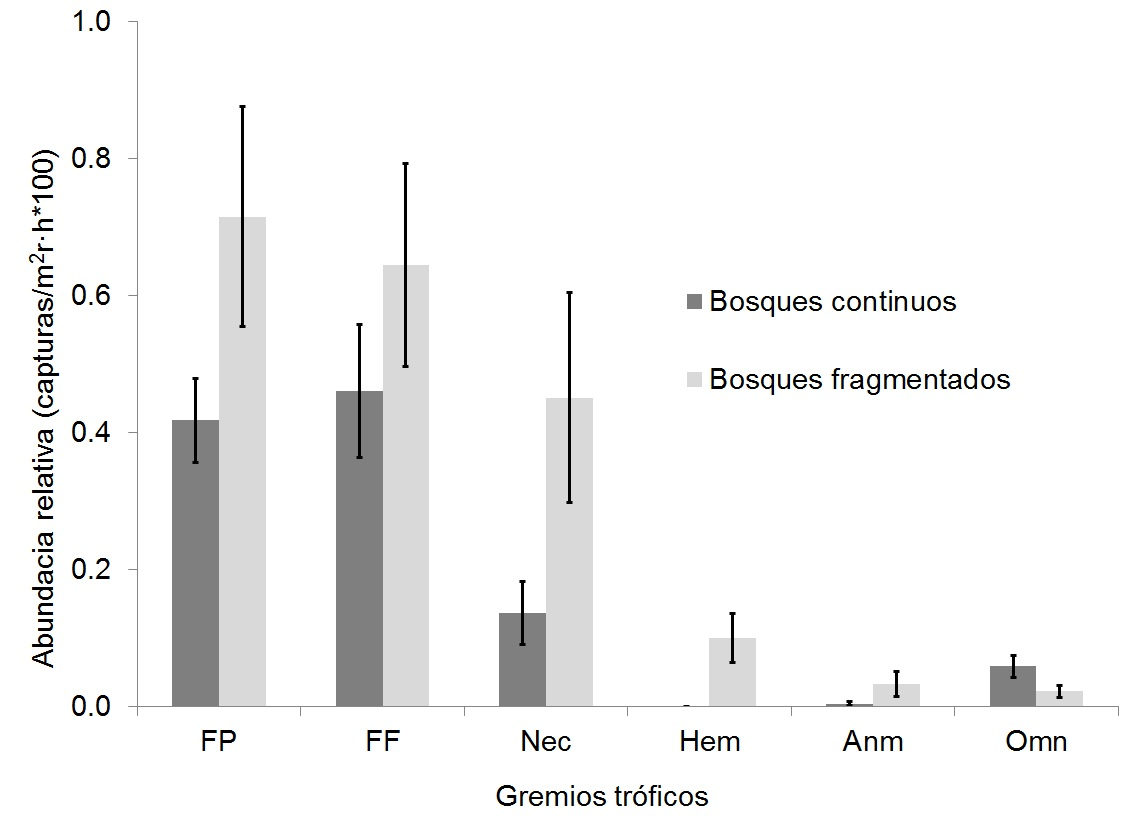 1.0
0.8
0.6
0.4
0.2
0.0
Abundacia relativa (capturas/m²r·h*100)
Bosques continuos
Bosques fragmentados
FP FF Nec Hem Anm Omn
Gremios tróficos